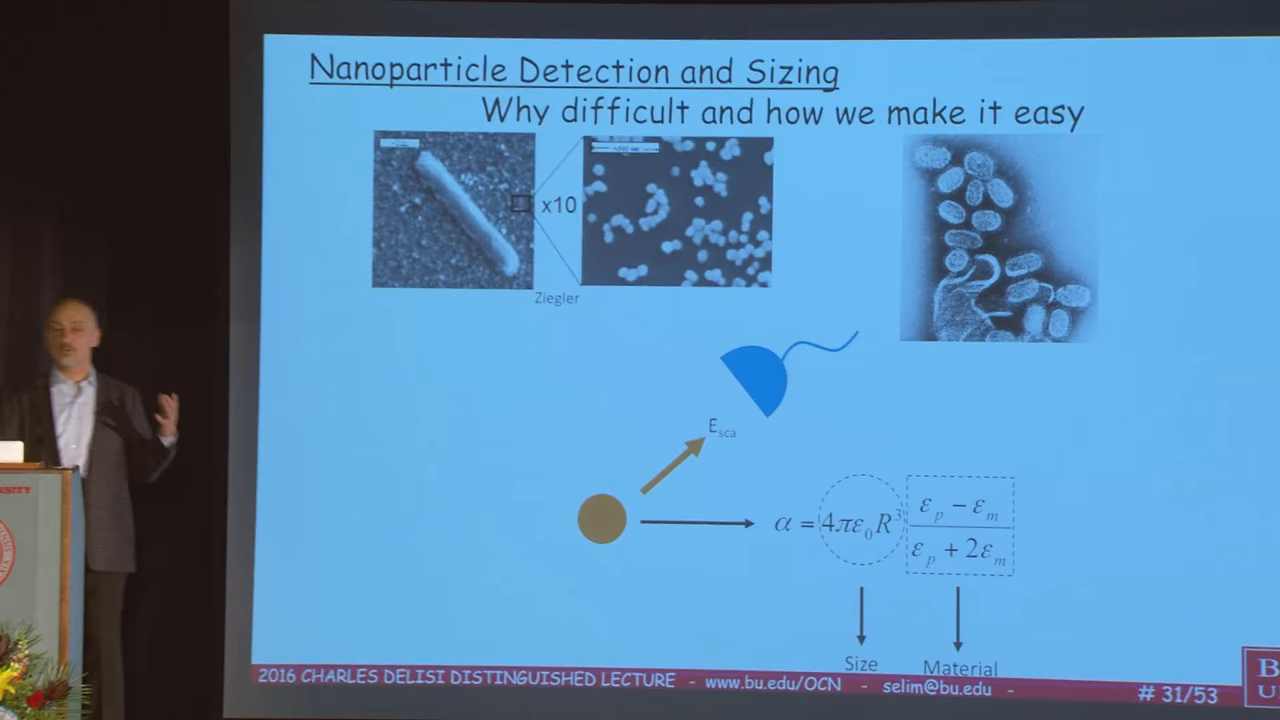 Nanoparticle Detection and Sizing
Why difficult and how we make it easy
x10
Ziegler
E_sca
α = 4πε₀R³ (ε_p − ε_m) / (ε_p + 2ε_m)
Size
Material
2016 CHARLES DELISI DISTINGUISHED LECTURE - www.bu.edu/OCN - selim@bu.edu -
# 31/53